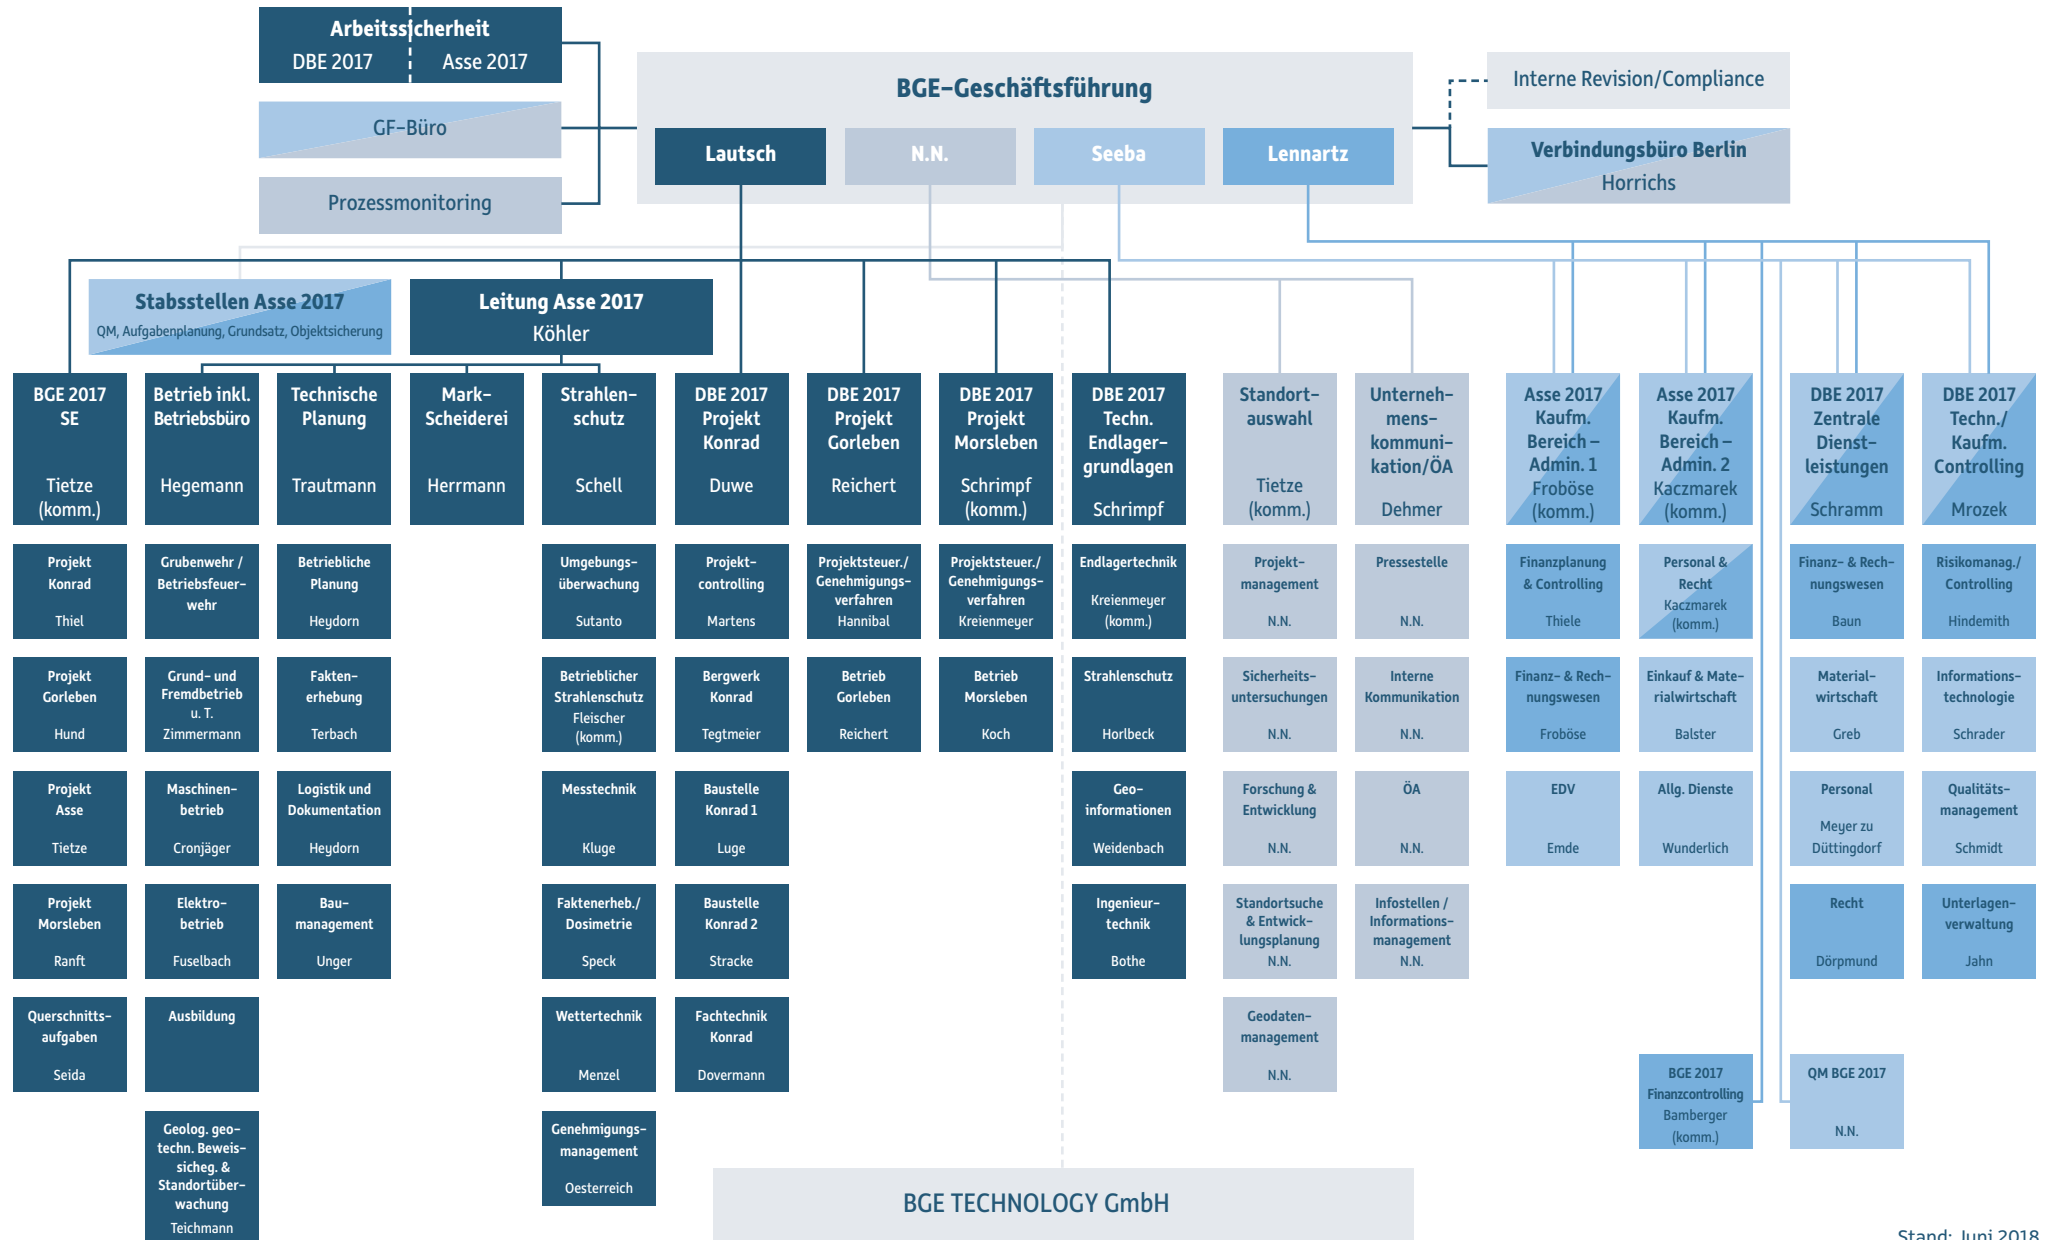 Arbeitssicherheit
DBE 2017
Asse 2017
GF-Büro
Prozessmonitoring
BGE-Geschäftsführung
Lautsch
N.N.
Seeba
Lennartz
Interne Revision/Compliance
Verbindungsbüro Berlin
Horrichs
Stabsstellen Asse 2017
QM, Aufgabenplanung, Grundsatz, Objektsicherung
Leitung Asse 2017
Köhler
BGE 2017
SE
Tietze
(komm.)
Projekt
Konrad
Thiel
Projekt
Gorleben
Hund
Projekt
Asse
Tietze
Projekt
Morsleben
Ranft
Querschnitts-
aufgaben
Seida
Betrieb inkl.
Betriebsbüro
Hegemann
Grubenwehr /
Betriebsfeuer-
wehr
Grund- und
Fremdbetrieb
u. T.
Zimmermann
Maschinen-
betrieb
Cronjäger
Elektro-
betrieb
Fuselbach
Ausbildung
Geolog. geo-
techn. Beweis-
sicheg. &
Standortüber-
wachung
Teichmann
Technische
Planung
Trautmann
Betriebliche
Planung
Heydorn
Fakten-
erhebung
Terbach
Logistik und
Dokumentation
Heydorn
Bau-
management
Unger
Mark-
Scheiderei
Herrmann
Strahlen-
schutz
Schell
Umgebungs-
überwachung
Sutanto
Betrieblicher
Strahlenschutz
Fleischer
(komm.)
Messtechnik
Kluge
Faktenerheb./
Dosimetrie
Speck
Wettertechnik
Menzel
Genehmigungs-
management
Oesterreich
DBE 2017
Projekt
Konrad
Duwe
Projekt-
controlling
Martens
Bergwerk
Konrad
Tegtmeier
Baustelle
Konrad 1
Luge
Baustelle
Konrad 2
Stracke
Fachtechnik
Konrad
Dovermann
DBE 2017
Projekt
Gorleben
Reichert
Projektsteuer./
Genehmigungs-
verfahren
Hannibal
Betrieb
Gorleben
Reichert
DBE 2017
Projekt
Morsleben
Schrimpf
(komm.)
Projektsteuer./
Genehmigungs-
verfahren
Kreienmeyer
Betrieb
Morsleben
Koch
DBE 2017
Techn.
Endlager-
grundlagen
Schrimpf
Endlagertechnik
Kreienmeyer
(komm.)
Strahlenschutz
Horlbeck
Geo-
informationen
Weidenbach
Ingenieur-
technik
Bothe
Standort-
auswahl
Tietze
(komm.)
Projekt-
management
N.N.
Sicherheits-
untersuchungen
N.N.
Forschung &
Entwicklung
N.N.
Standortsuche
& Entwick-
lungsplanung
N.N.
Geodaten-
management
N.N.
Unterneh-
mens-
kommuni-
kation/ÖA
Dehmer
Pressestelle
N.N.
Interne
Kommunikation
N.N.
ÖA
N.N.
Infostellen /
Informations-
management
N.N.
Asse 2017
Kaufm.
Bereich –
Admin. 1
Froböse
(komm.)
Finanzplanung
& Controlling
Thiele
Finanz- & Rech-
nungswesen
Froböse
EDV
Emde
Asse 2017
Kaufm.
Bereich –
Admin. 2
Kaczmarek
(komm.)
Personal &
Recht
Kaczmarek
(komm.)
Einkauf & Mate-
rialwirtschaft
Balster
Allg. Dienste
Wunderlich
BGE 2017
Finanzcontrolling
Bamberger
(komm.)
DBE 2017
Zentrale
Dienst-
leistungen
Schramm
Finanz- & Rech-
nungswesen
Baun
Material-
wirtschaft
Greb
Personal
Meyer zu
Düttingdorf
Recht
Dörpmund
QM BGE 2017
N.N.
DBE 2017
Techn./
Kaufm.
Controlling
Mrozek
Risikomanag./
Controlling
Hindemith
Informations-
technologie
Schrader
Qualitäts-
management
Schmidt
Unterlagen-
verwaltung
Jahn
BGE TECHNOLOGY GmbH
Stand: Juni 2018